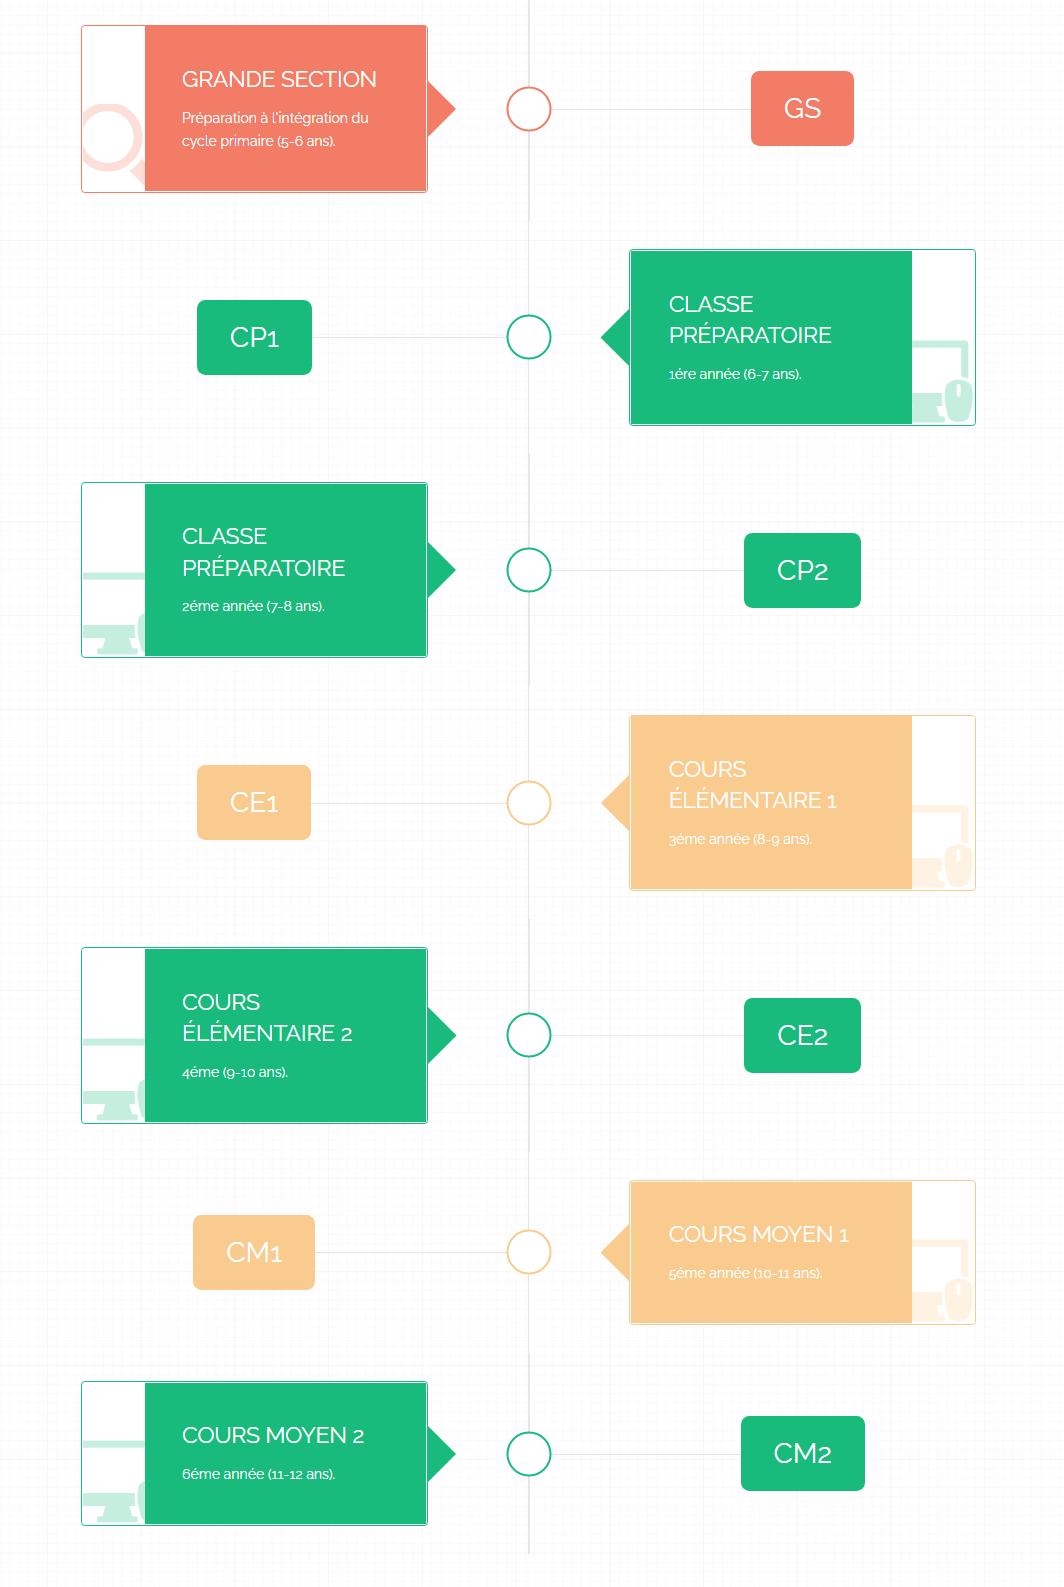 GRANDE SECTION
Préparation à l'intégration du
cycle primaire (5-6 ans).
GS
CP1
CLASSE
PRÉPARATOIRE
1ére année (6-7 ans).
CLASSE
PRÉPARATOIRE
2éme année (7-8 ans).
CP2
CE1
COURS
ÉLÉMENTAIRE 1
3éme année (8-9 ans).
COURS
ÉLÉMENTAIRE 2
4éme (9-10 ans).
CE2
CM1
COURS MOYEN 1
5éme année (10-11 ans).
COURS MOYEN 2
6éme année (11-12 ans).
CM2